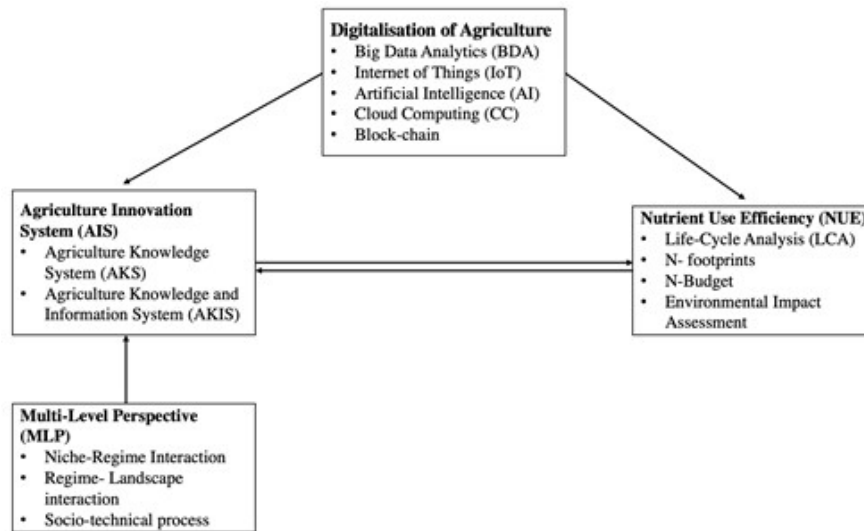 Digitalisation of Agriculture
• Big Data Analytics (BDA)
• Internet of Things (IoT)
• Artificial Intelligence (AI)
• Cloud Computing (CC)
• Block-chain
Agriculture Innovation
System (AIS)
• Agriculture Knowledge
System (AKS)
• Agriculture Knowledge and
Information System (AKIS)
Nutrient Use Efficiency (NUE)
• Life-Cycle Analysis (LCA)
• N- footprints
• N-Budget
• Environmental Impact
Assessment
Multi-Level Perspective
(MLP)
• Niche-Regime Interaction
• Regime- Landscape
interaction
• Socio-technical process